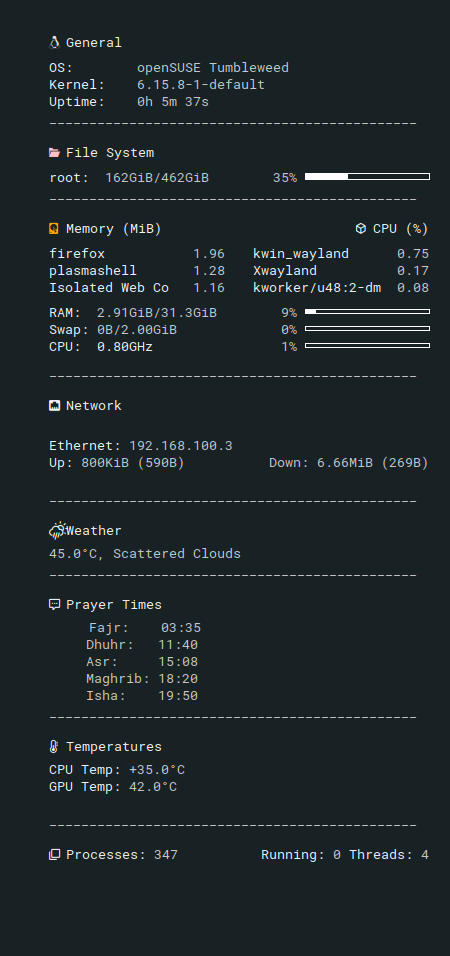 General
OS: openSUSE Tumbleweed
Kernel: 6.15.8-1-default
Uptime: 0h 5m 37s
----------------------------------------------
File System
root: 162GiB/462GiB 35%
----------------------------------------------
Memory (MiB) CPU (%)
firefox 1.96 kwin_wayland 0.75
plasmashell 1.28 Xwayland 0.17
Isolated Web Co 1.16 kworker/u48:2-dm 0.08
RAM: 2.91GiB/31.3GiB 9%
Swap: 0B/2.00GiB 0%
CPU: 0.80GHz 1%
----------------------------------------------
Network
Ethernet: 192.168.100.3
Up: 800KiB (590B) Down: 6.66MiB (269B)
----------------------------------------------
Weather
45.0°C, Scattered Clouds
----------------------------------------------
Prayer Times
Fajr: 03:35
Dhuhr: 11:40
Asr: 15:08
Maghrib: 18:20
Isha: 19:50
----------------------------------------------
Temperatures
CPU Temp: +35.0°C
GPU Temp: 42.0°C
----------------------------------------------
Processes: 347 Running: 0 Threads: 4